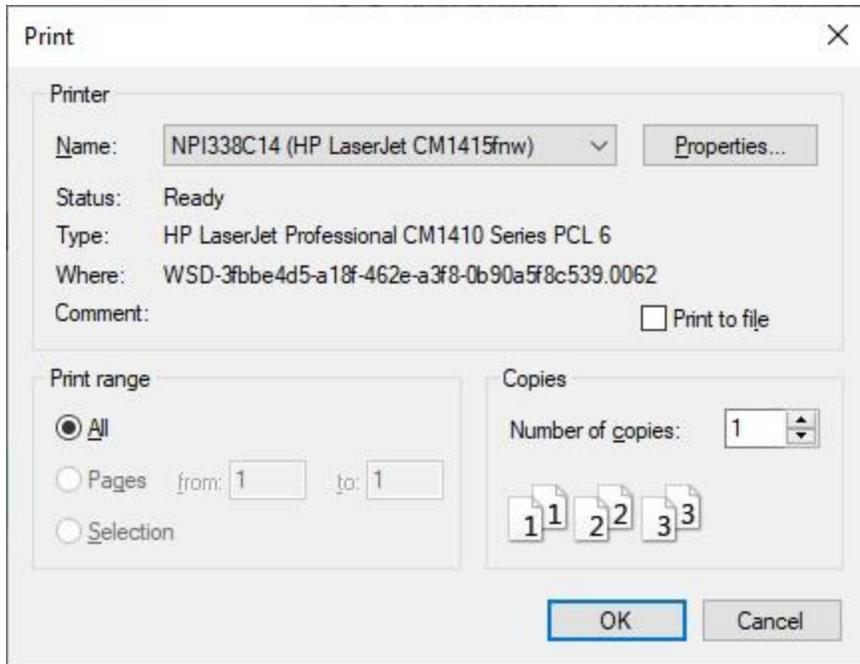 Print
Printer
Name: NPI338C14 (HP LaserJet CM1415fnw) Properties...
Status: Ready
Type: HP LaserJet Professional CM1410 Series PCL 6
Where: WSD-3fbbe4d5-a18f-462e-a3f8-0b90a5f8c539.0062
Comment: Print to file
Print range
All
Pages from: 1 to: 1
Selection
Copies
Number of copies: 1
1 1 2 2 3 3
OK Cancel